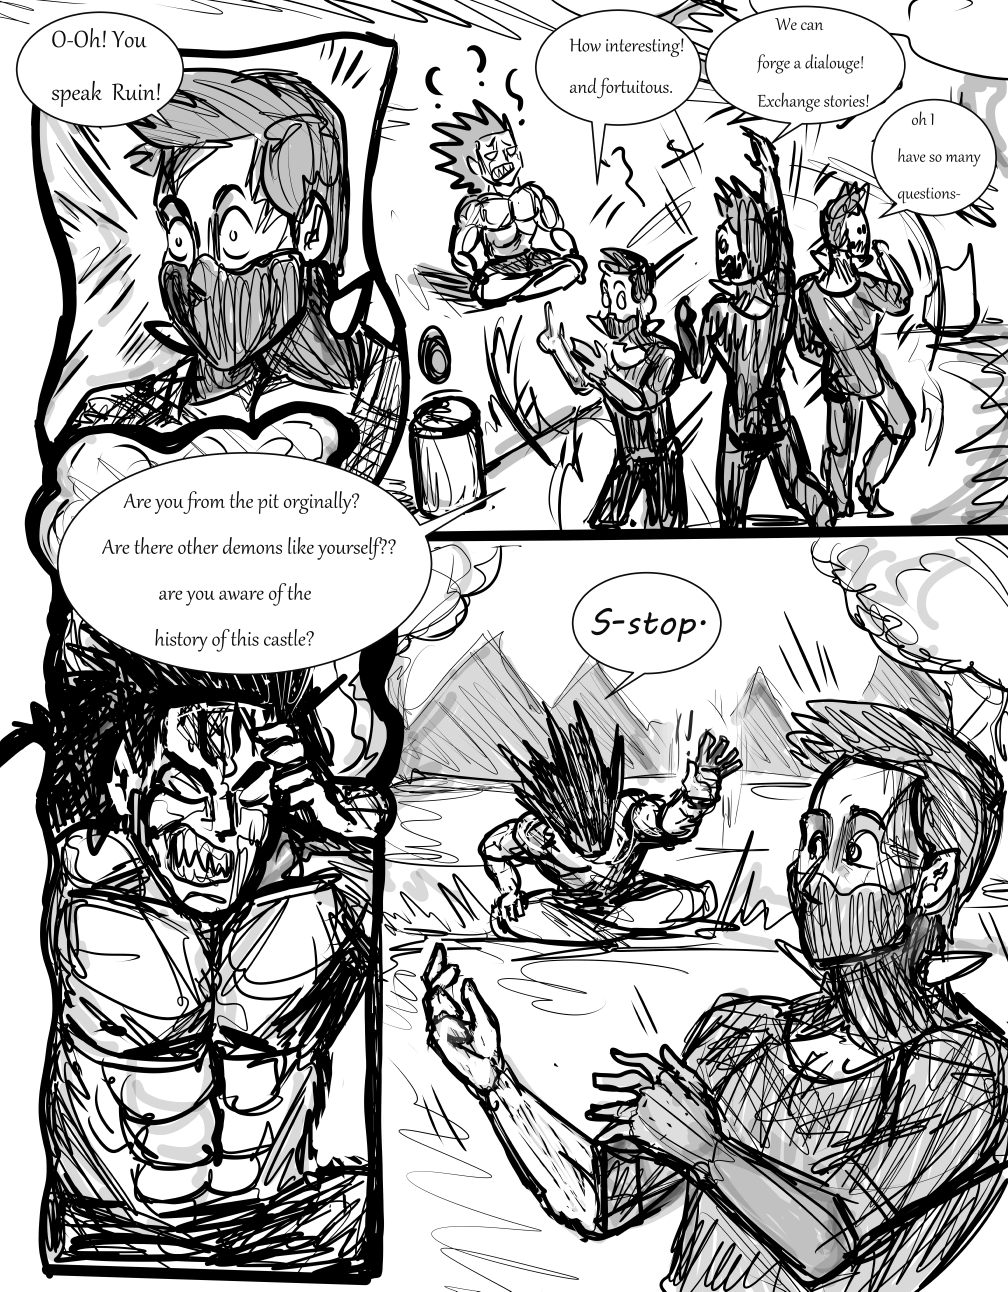 O-Oh! You
speak Ruin!
How interesting!
and fortuitous.
We can
forge a dialouge!
Exchange stories!
oh I
have so many
questions-
Are you from the pit orginally?
Are there other demons like yourself??
are you aware of the
history of this castle?
S-stop.